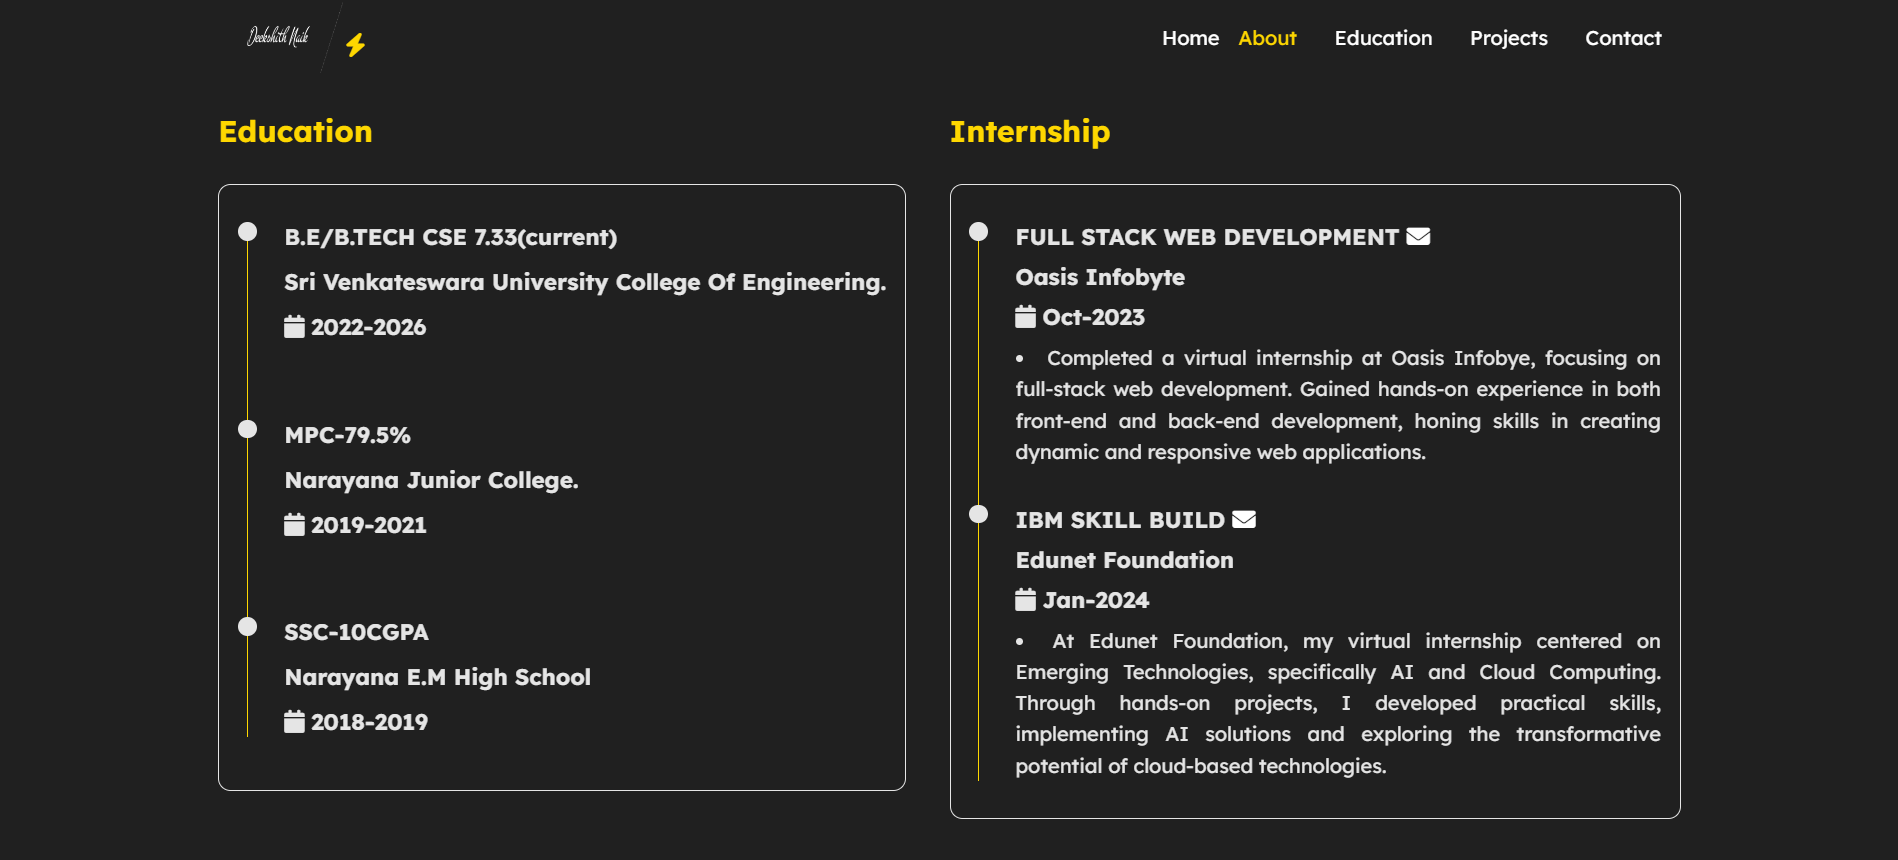 Deekshith Naik
Home About Education Projects Contact
Education
B.E/B.TECH CSE 7.33(current)
Sri Venkateswara University College Of Engineering.
2022-2026
MPC-79.5%
Narayana Junior College.
2019-2021
SSC-10CGPA
Narayana E.M High School
2018-2019
Internship
FULL STACK WEB DEVELOPMENT
Oasis Infobyte
Oct-2023
• Completed a virtual internship at Oasis Infobye, focusing on
full-stack web development. Gained hands-on experience in both
front-end and back-end development, honing skills in creating
dynamic and responsive web applications.
IBM SKILL BUILD
Edunet Foundation
Jan-2024
• At Edunet Foundation, my virtual internship centered on
Emerging Technologies, specifically AI and Cloud Computing.
Through hands-on projects, I developed practical skills,
implementing AI solutions and exploring the transformative
potential of cloud-based technologies.